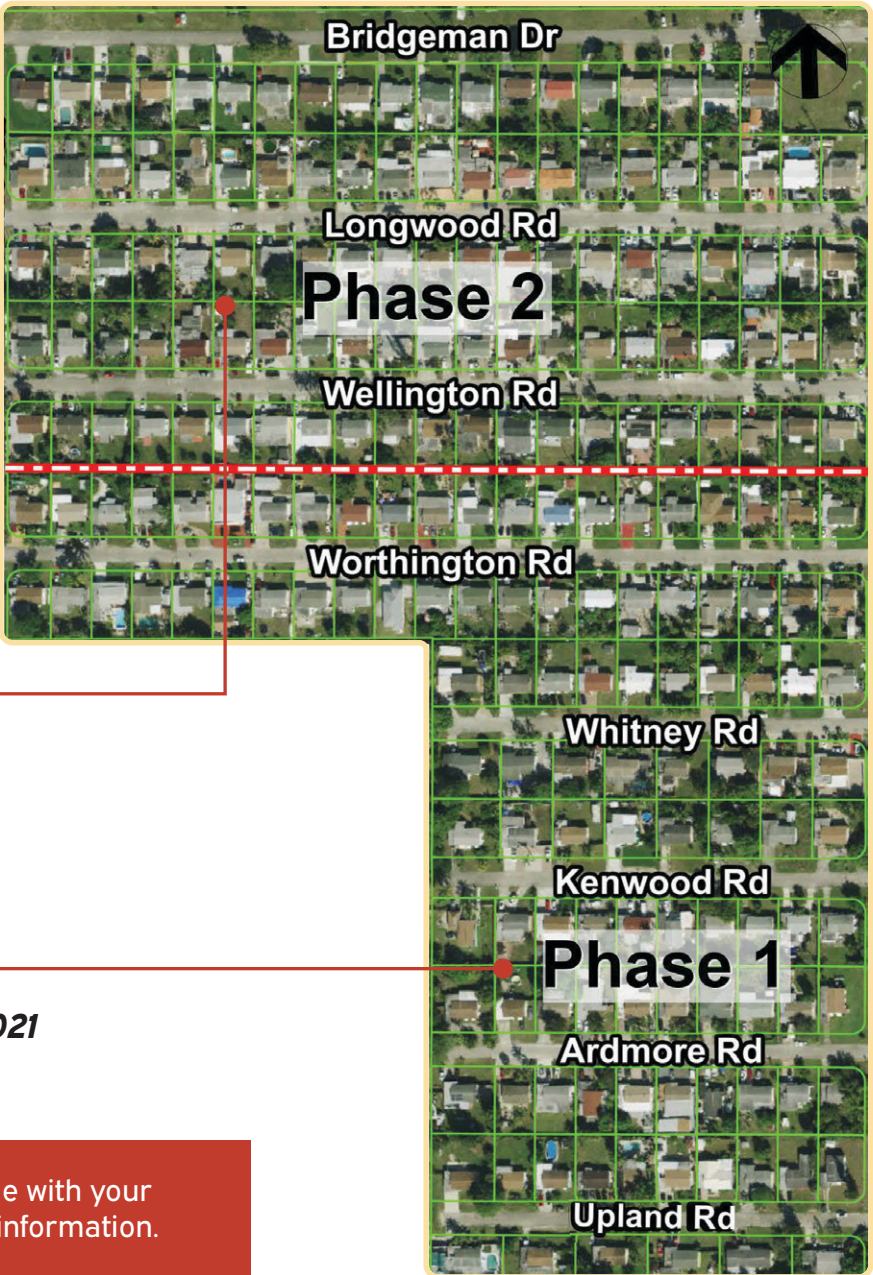 Bridgeman Dr
Longwood Rd
Phase 2
Wellington Rd
Worthington Rd
Whitney Rd
Kenwood Rd
Phase 1
021
Ardmore Rd
e with your
information.
Upland Rd